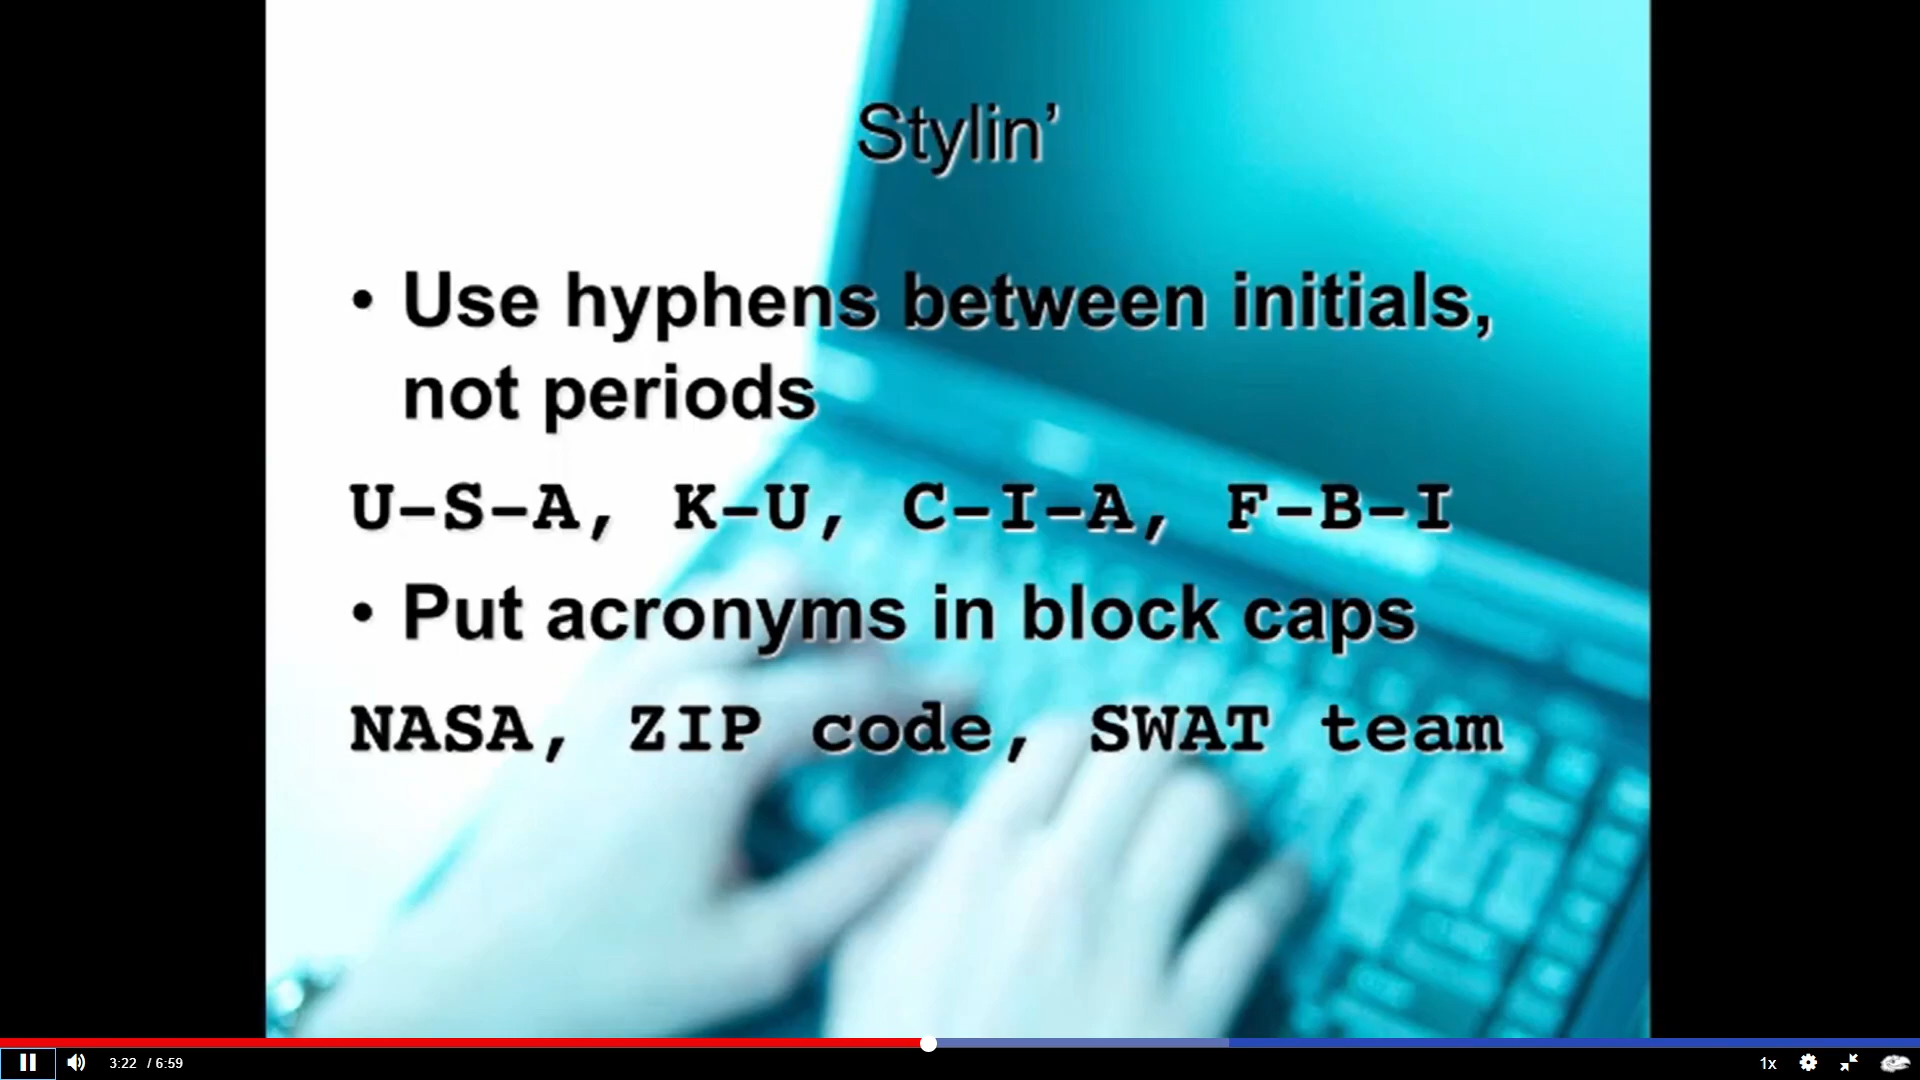 Stylin’
• Use hyphens between initials,
not periods
U-S-A, K-U, C-I-A, F-B-I
• Put acronyms in block caps
NASA, ZIP code, SWAT team
3:22 / 6:59 1x